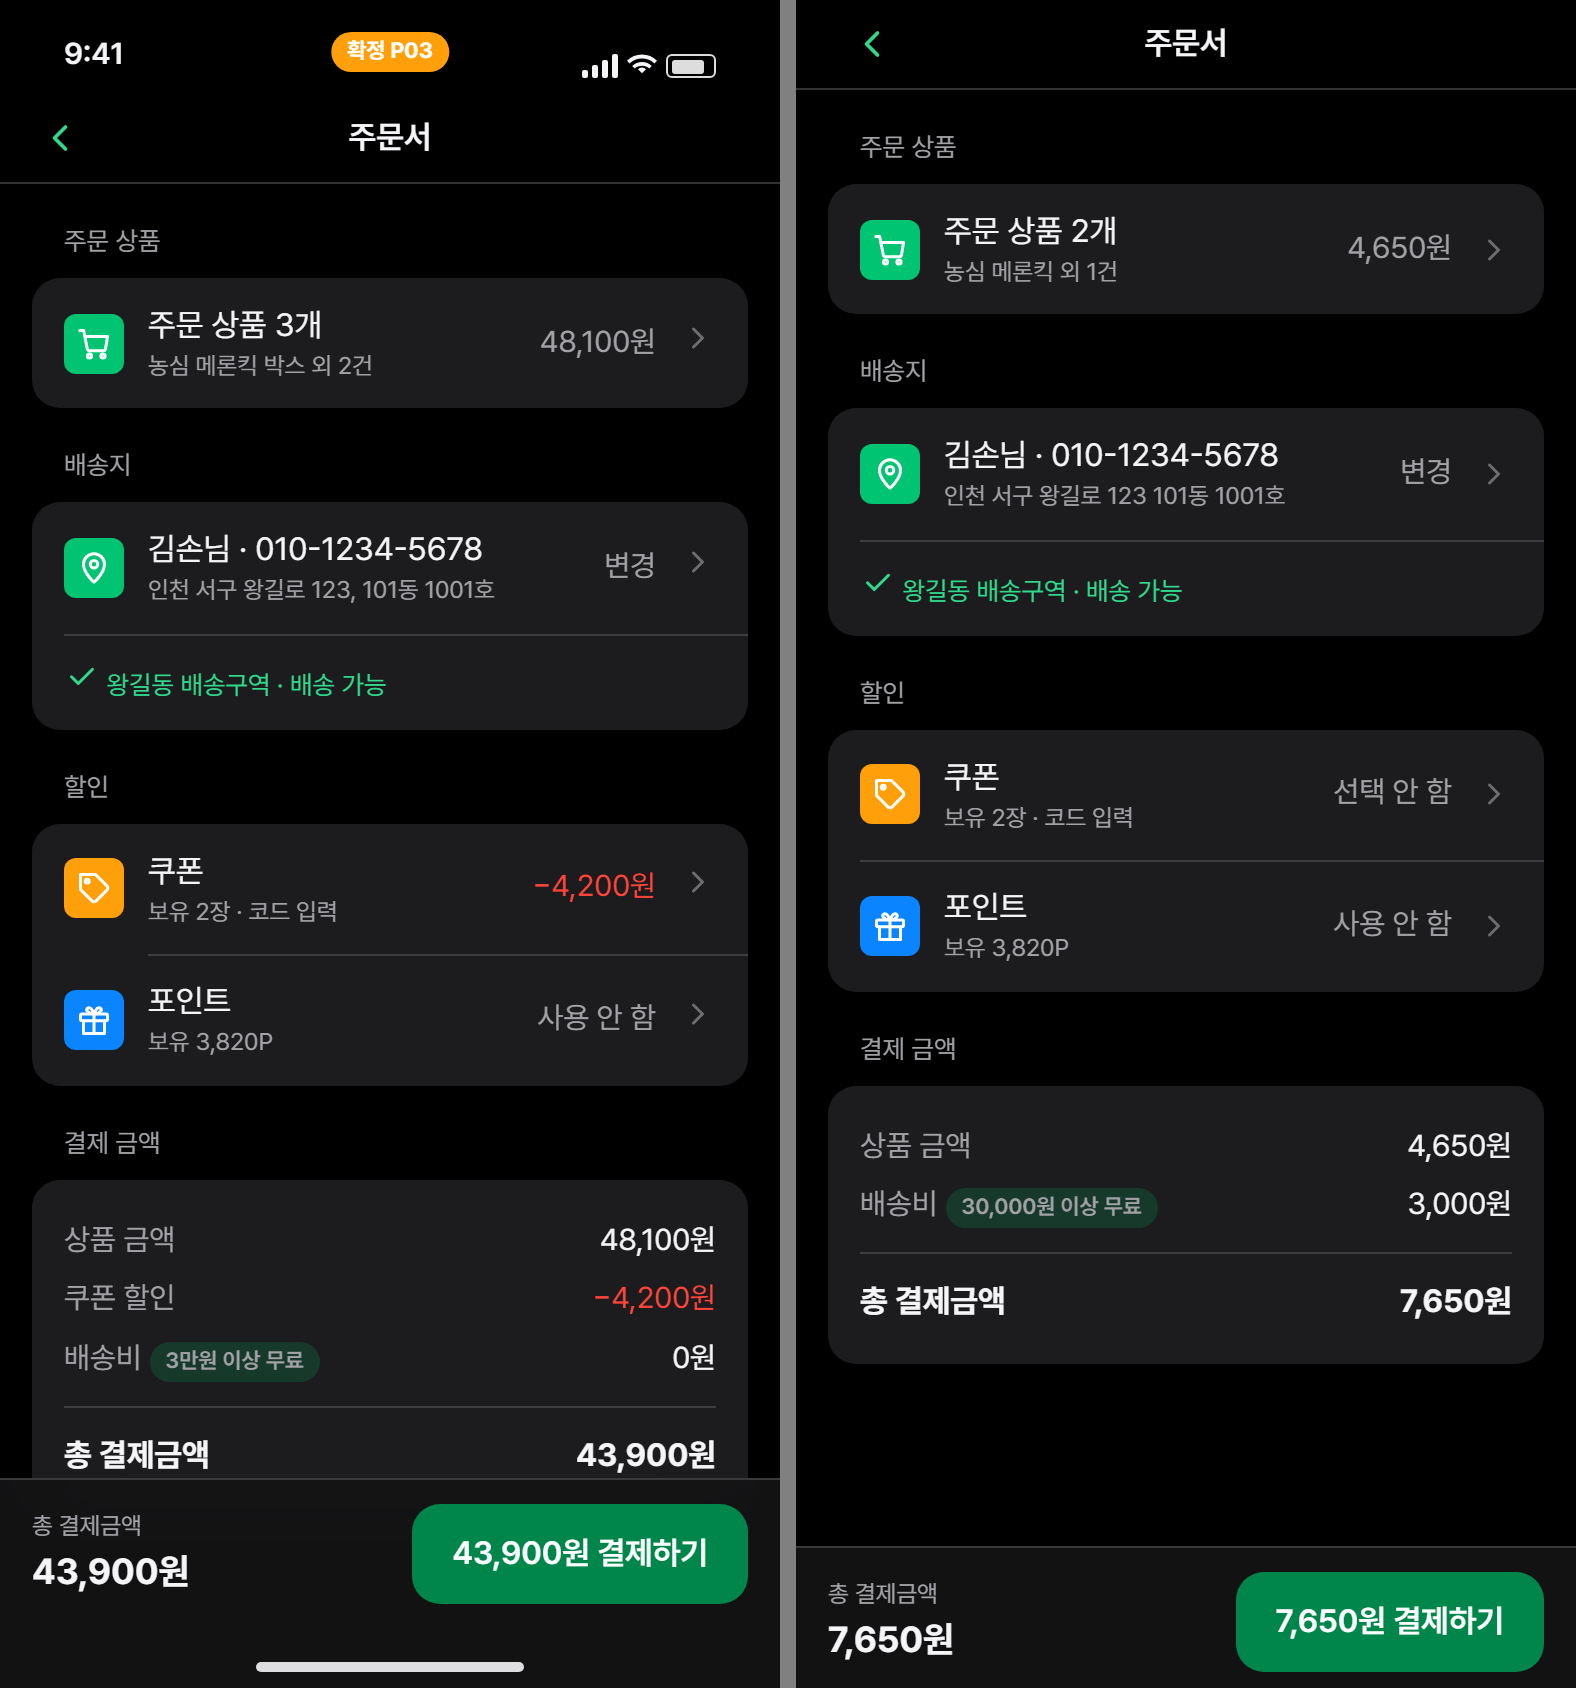 9:41
확정 P03
주문서
주문 상품
주문 상품 3개
농심 메론킥 박스 외 2건
48,100원
배송지
김손님 · 010-1234-5678
인천 서구 왕길로 123, 101동 1001호
변경
왕길동 배송구역 · 배송 가능
할인
쿠폰
보유 2장 · 코드 입력
−4,200원
포인트
보유 3,820P
사용 안 함
결제 금액
상품 금액 48,100원
쿠폰 할인 −4,200원
배송비 3만원 이상 무료 0원
총 결제금액 43,900원
총 결제금액
43,900원
43,900원 결제하기
주문서
주문 상품
주문 상품 2개
농심 메론킥 외 1건
4,650원
배송지
김손님 · 010-1234-5678
인천 서구 왕길로 123 101동 1001호
변경
왕길동 배송구역 · 배송 가능
할인
쿠폰
보유 2장 · 코드 입력
선택 안 함
포인트
보유 3,820P
사용 안 함
결제 금액
상품 금액 4,650원
배송비 30,000원 이상 무료 3,000원
총 결제금액 7,650원
총 결제금액
7,650원
7,650원 결제하기